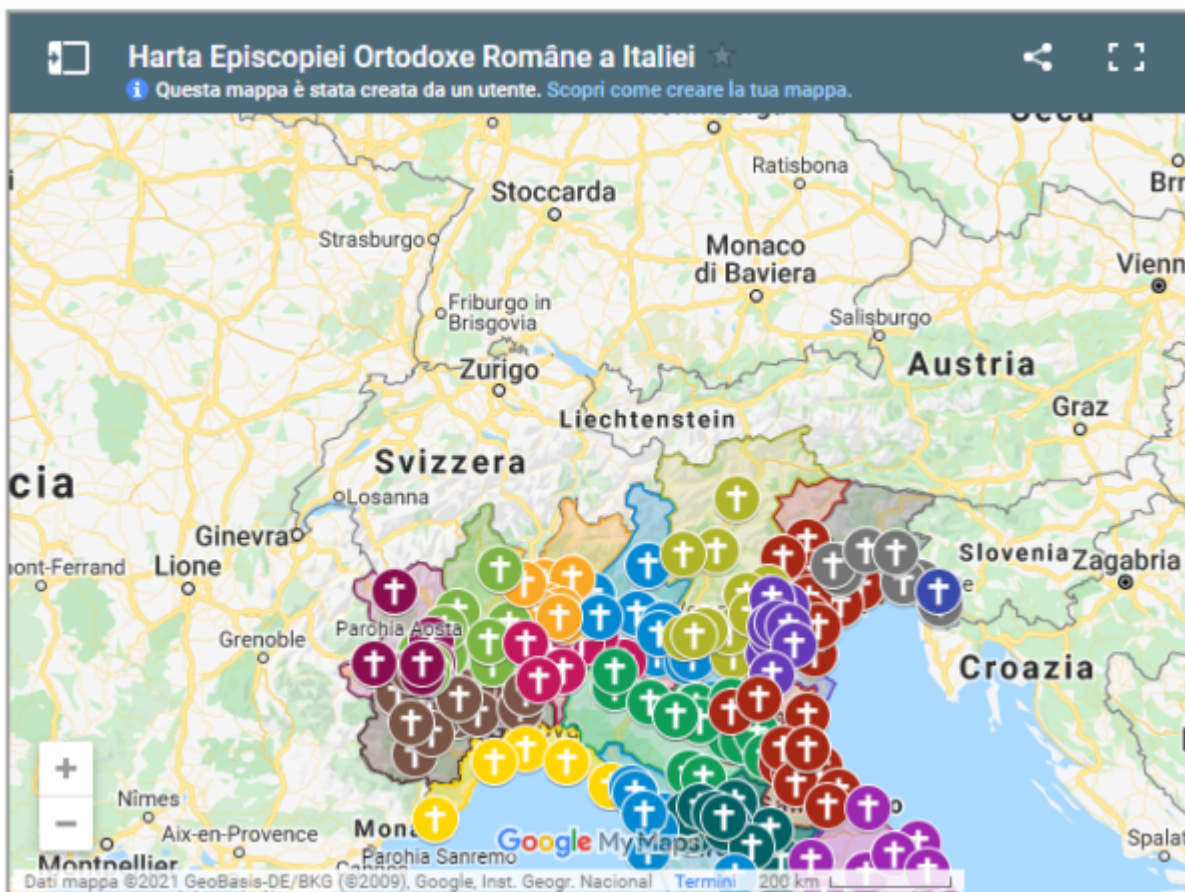 Harta Episcopiei Ortodoxe Române a Italiei
Questa mappa è stata creata da un utente. Scopri come creare la tua mappa.
Ratisbona
Stoccarda
Strasburgo
Monaco
di Baviera
Vienn
Friburgo in
Brisgovia
Salisburgo
Zurigo
Austria
Liechtenstein
Graz
Svizzera
cia
Losanna
Ginevra
Slovenia
Zagabria
mont-Ferrand
Lione
Parohia Aosta
Grenoble
Croazia
+
−
Nîmes
Aix-en-Provence
Mona
Google My Maps
Spalat
Montpellier
Parohia Sanremo
Dati mappa ©2021 GeoBasis-DE/BKG (©2009), Google, Inst. Geogr. Nacional
Termini
200 km